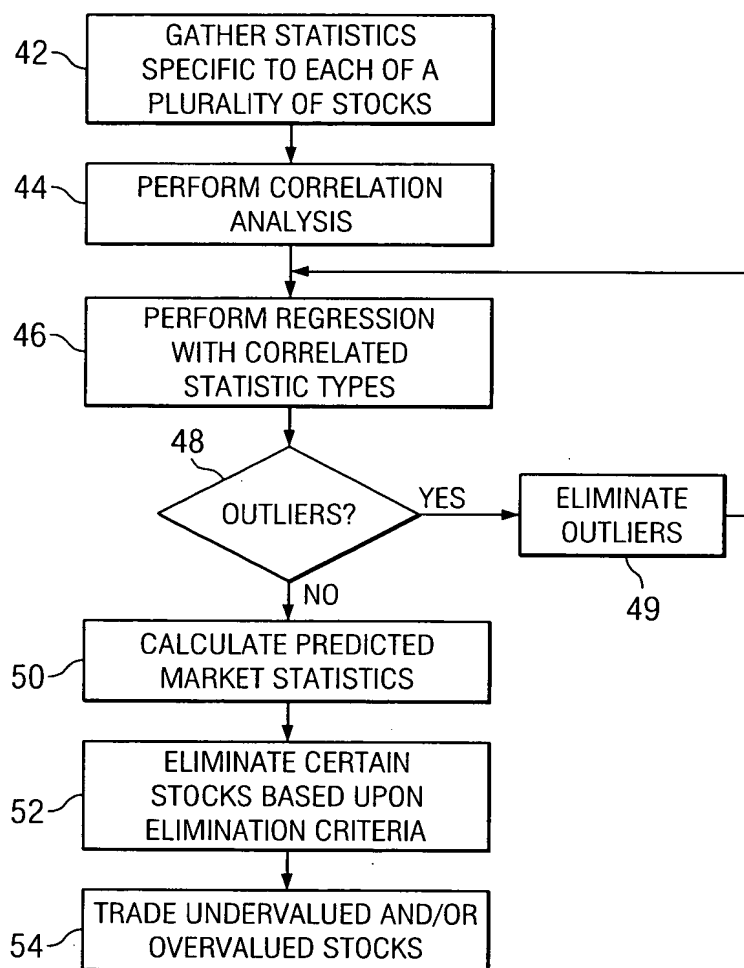 42
GATHER STATISTICS
SPECIFIC TO EACH OF A
PLURALITY OF STOCKS
44
PERFORM CORRELATION
ANALYSIS
46
PERFORM REGRESSION
WITH CORRELATED
STATISTIC TYPES
48
OUTLIERS?
YES
ELIMINATE
OUTLIERS
49
NO
50
CALCULATE PREDICTED
MARKET STATISTICS
52
ELIMINATE CERTAIN
STOCKS BASED UPON
ELIMINATION CRITERIA
54
TRADE UNDERVALUED AND/OR
OVERVALUED STOCKS